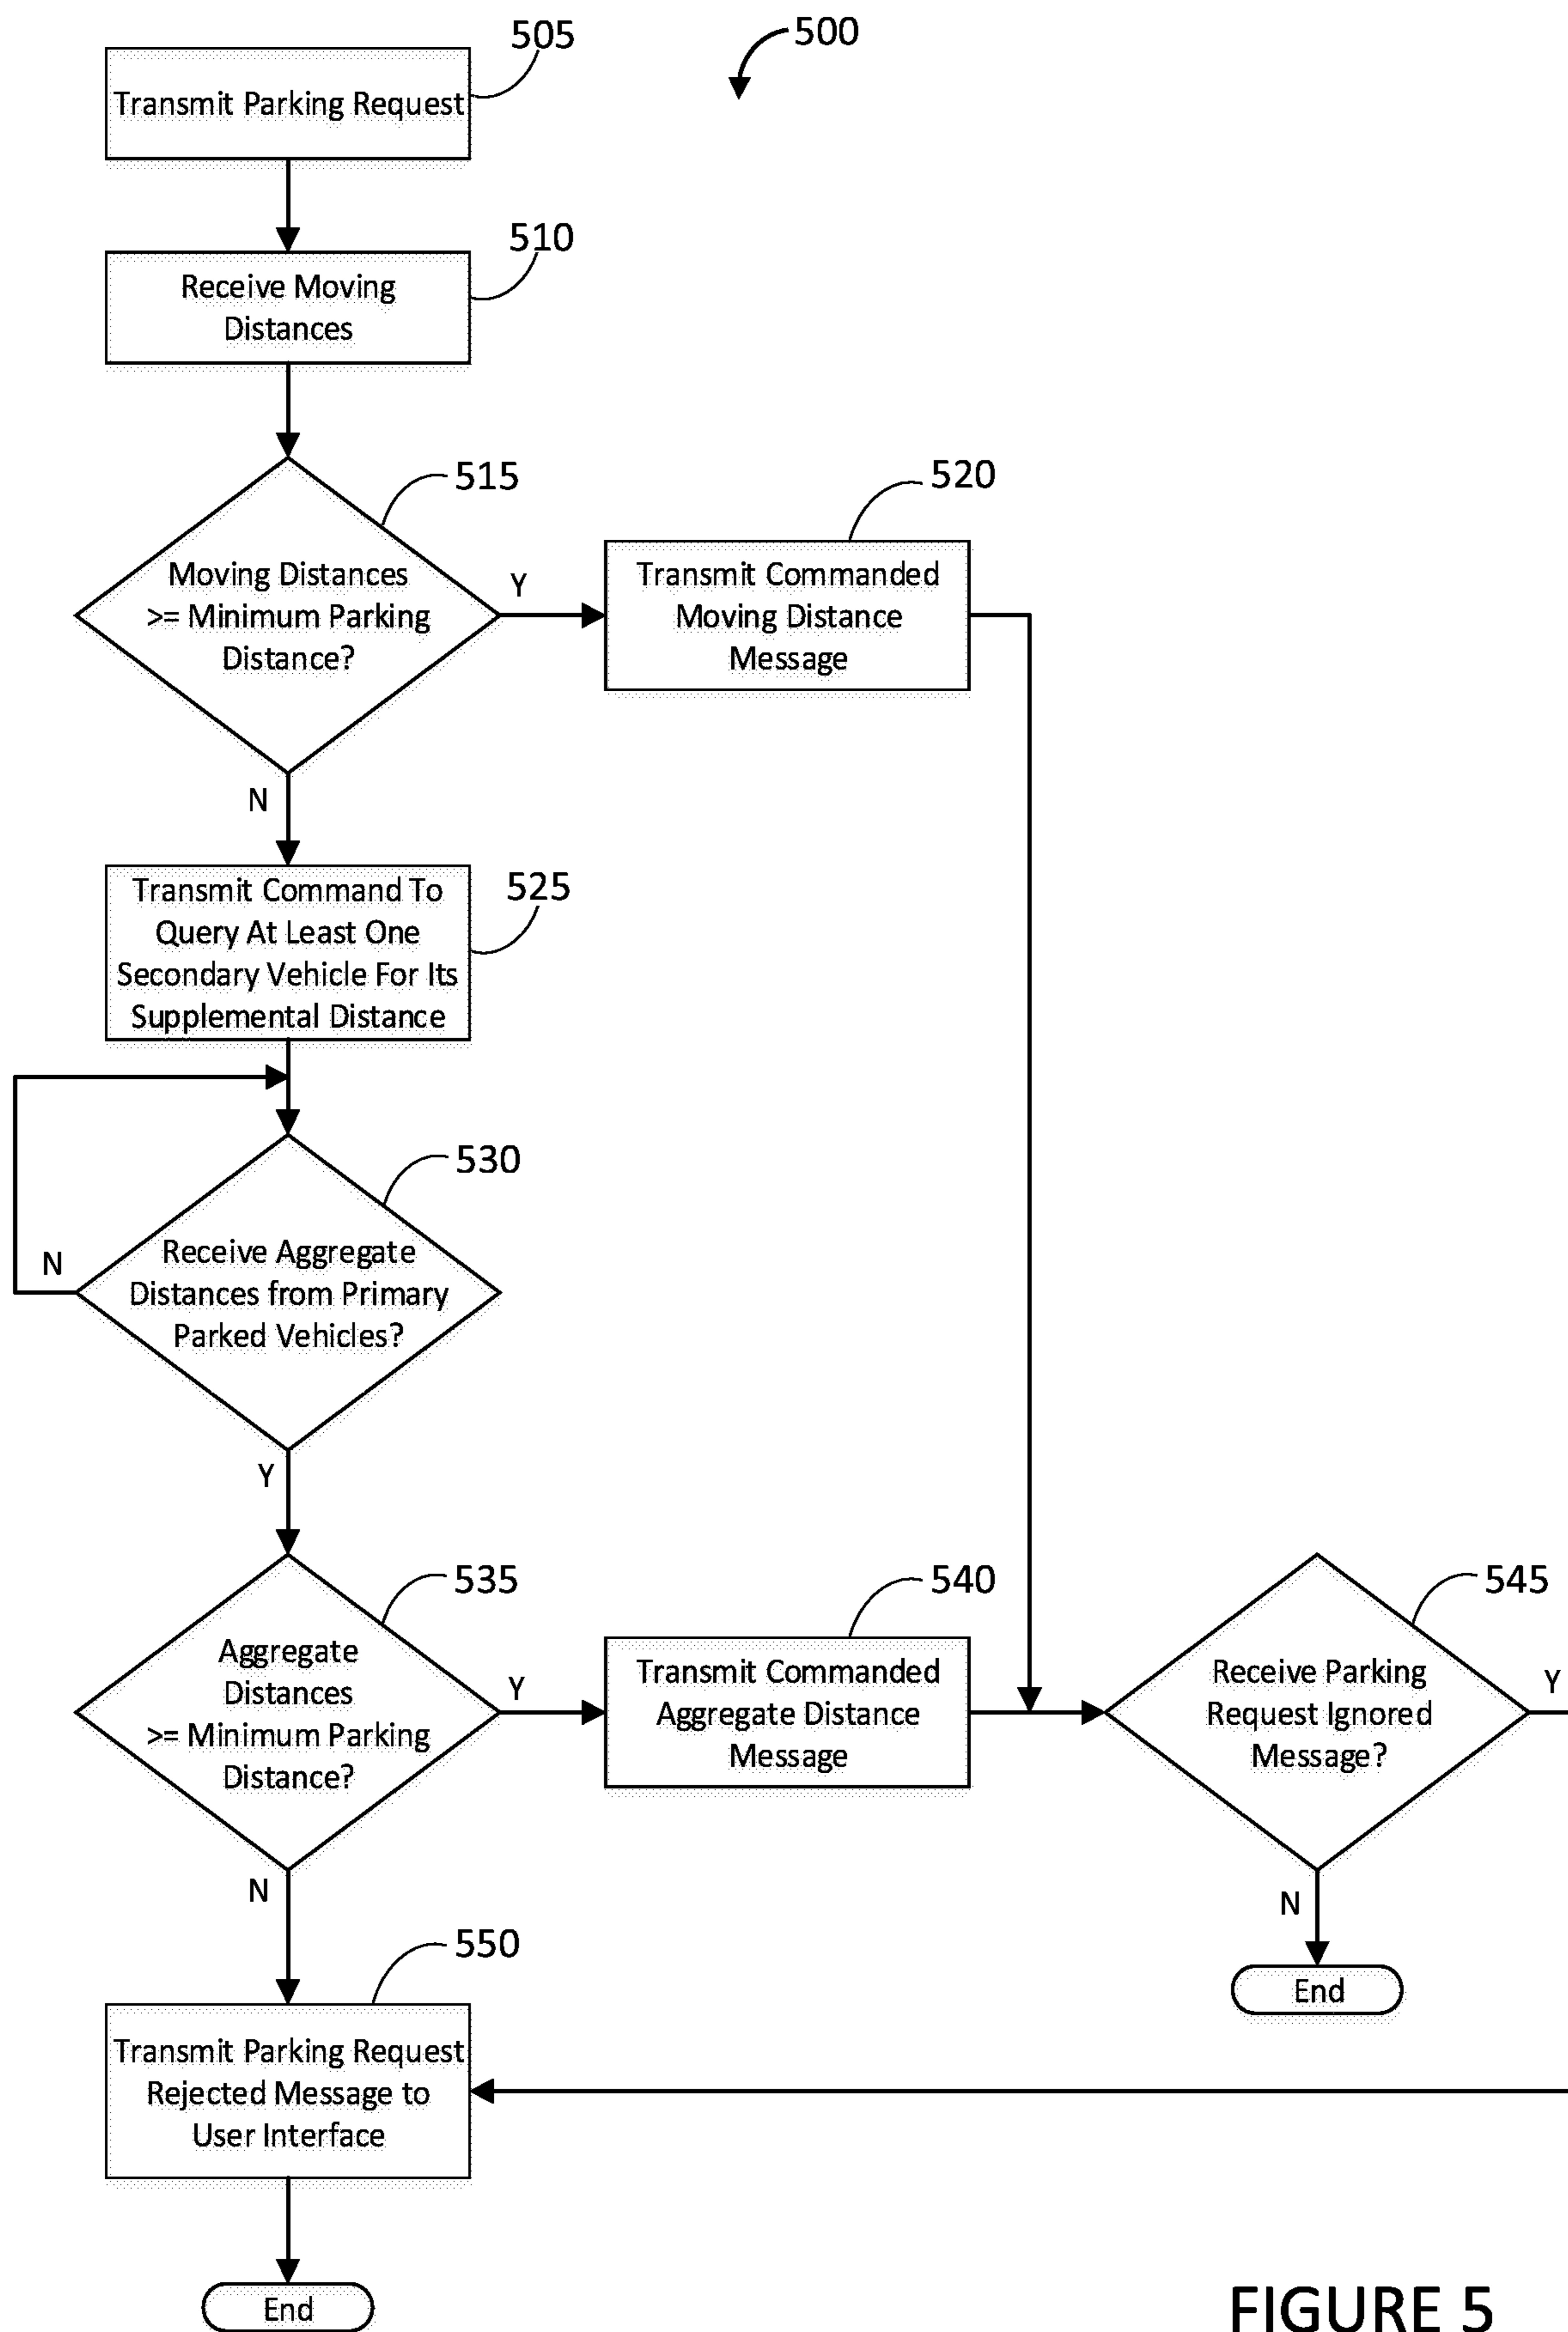 505
500
Transmit Parking Request
510
Receive Moving
Distances
515
520
Moving Distances
>= Minimum Parking
Distance?
Y
Transmit Commanded
Moving Distance
Message
N
525
Transmit Command To
Query At Least One
Secondary Vehicle For Its
Supplemental Distance
530
Receive Aggregate
Distances from Primary
Parked Vehicles?
N
Y
535
540
545
Aggregate
Distances
>= Minimum Parking
Distance?
Y
Transmit Commanded
Aggregate Distance
Message
Receive Parking
Request Ignored
Message?
Y
N
N
End
550
Transmit Parking Request
Rejected Message to
User Interface
End
FIGURE 5